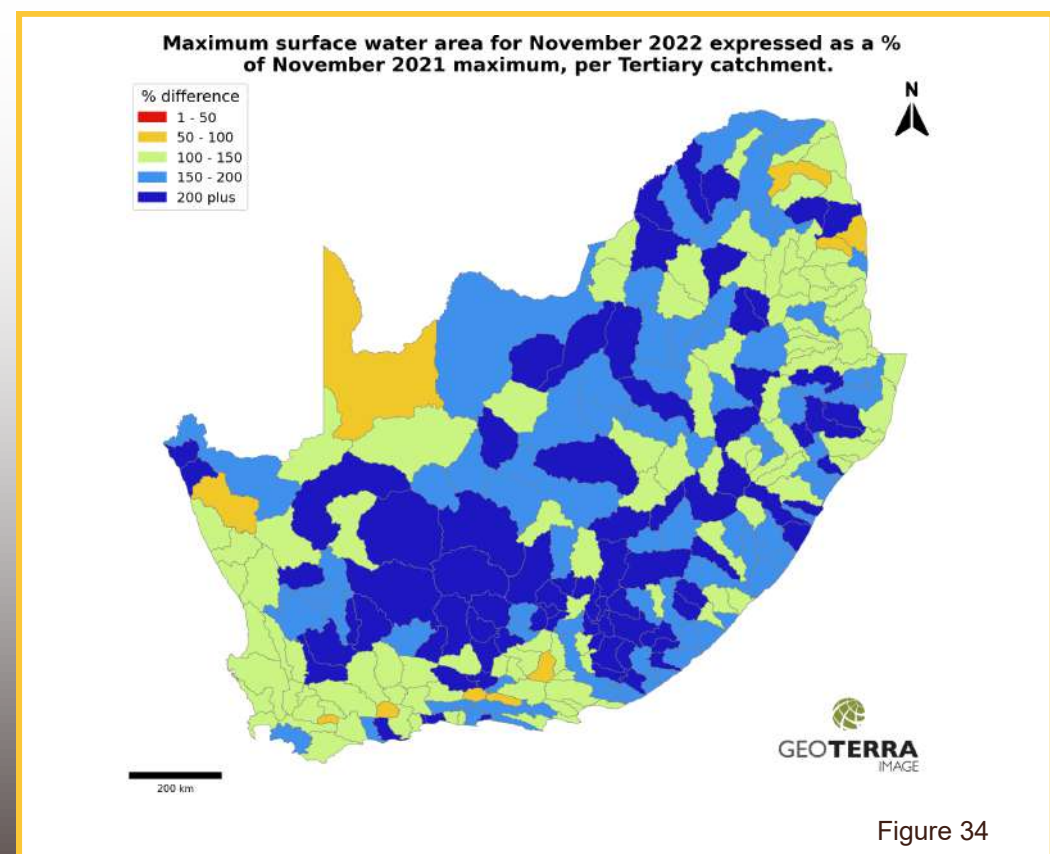 Maximum surface water area for November 2022 expressed as a %
of November 2021 maximum, per Tertiary catchment.
% difference
1 - 50
50 - 100
100 - 150
150 - 200
200 plus
N
GEOTERRA
IMAGE
200 km
Figure 34